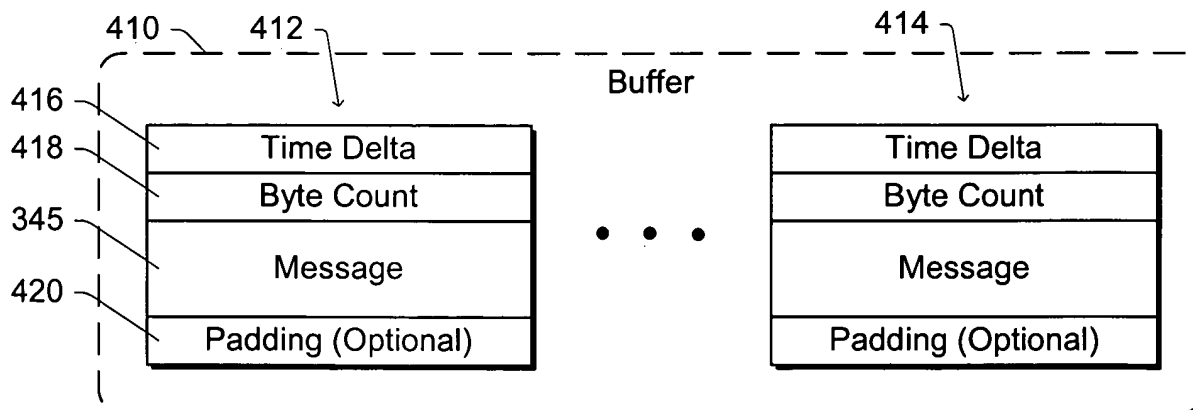 410
412
414
Buffer
416
Time Delta
Time Delta
418
Byte Count
Byte Count
345
Message
Message
420
Padding (Optional)
Padding (Optional)